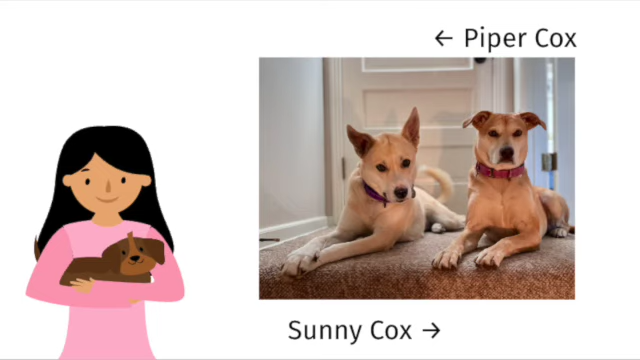 ← Piper Cox
Sunny Cox →